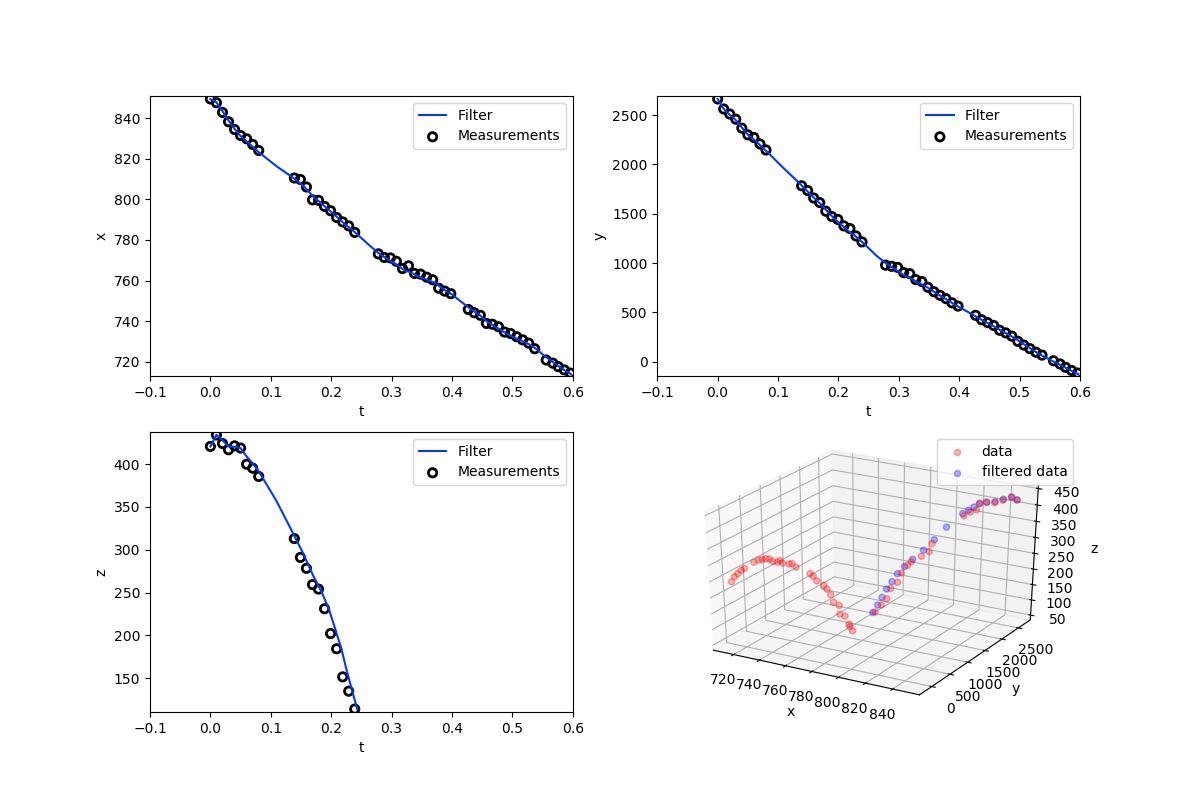 840
820
800
780
760
740
720
x
−0.1 0.0 0.1 0.2 0.3 0.4 0.5 0.6
t
Filter
Measurements
2500
2000
1500
1000
500
0
y
−0.1 0.0 0.1 0.2 0.3 0.4 0.5 0.6
t
Filter
Measurements
400
350
300
250
200
150
z
−0.1 0.0 0.1 0.2 0.3 0.4 0.5 0.6
t
Filter
Measurements
data
filtered data
720 740 760 780 800 820 840
x
0 500 1000 1500 2000 2500
y
450
400
350
300
250
200
150
100
50
z